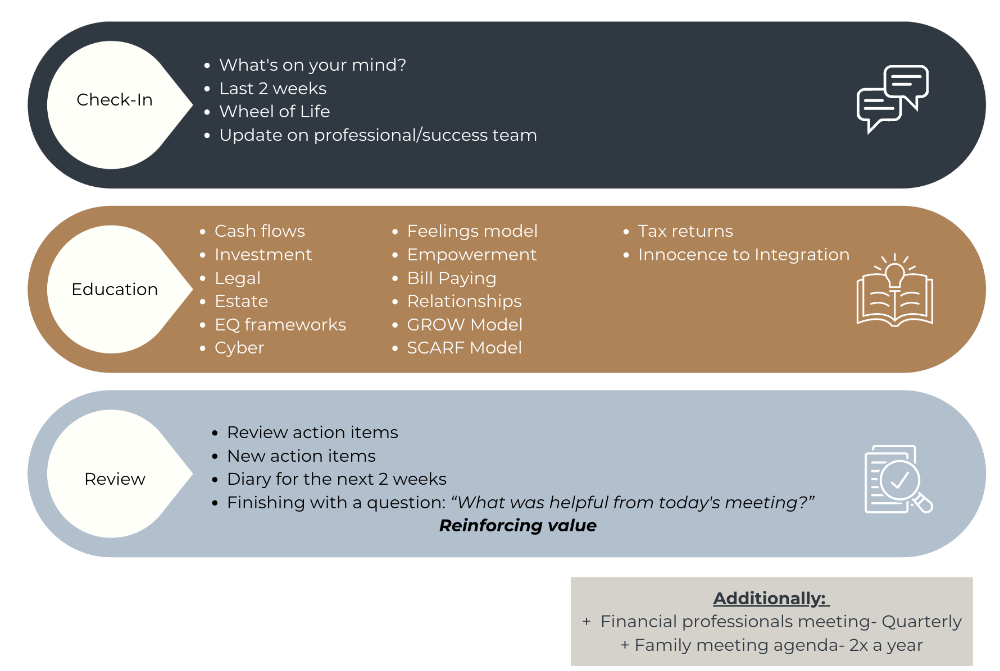 Check-In
• What's on your mind?
• Last 2 weeks
• Wheel of Life
• Update on professional/success team
Education
• Cash flows
• Investment
• Legal
• Estate
• EQ frameworks
• Cyber
• Feelings model
• Empowerment
• Bill Paying
• Relationships
• GROW Model
• SCARF Model
• Tax returns
• Innocence to Integration
Review
• Review action items
• New action items
• Diary for the next 2 weeks
• Finishing with a question: “What was helpful from today's meeting?”
Reinforcing value
Additionally:
+ Financial professionals meeting- Quarterly
+ Family meeting agenda- 2x a year